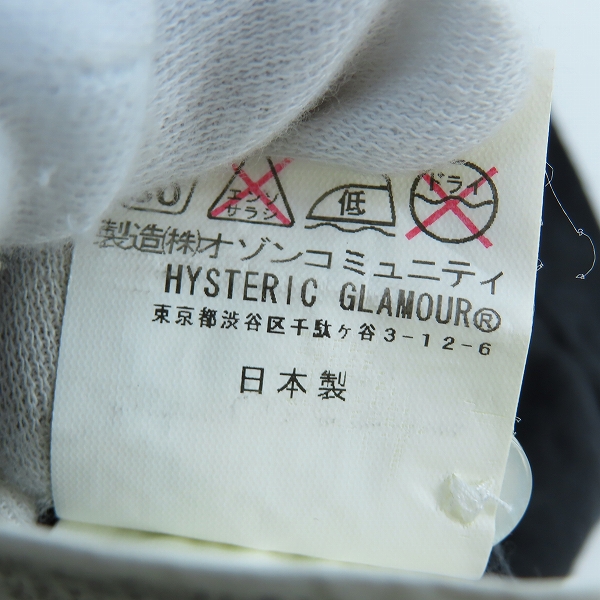 エンソ
サラシ
低
ドライ
製造(株)オゾンコミュニティ
HYSTERIC GLAMOUR®
東京都渋谷区千駄ヶ谷3-12-6
日本製